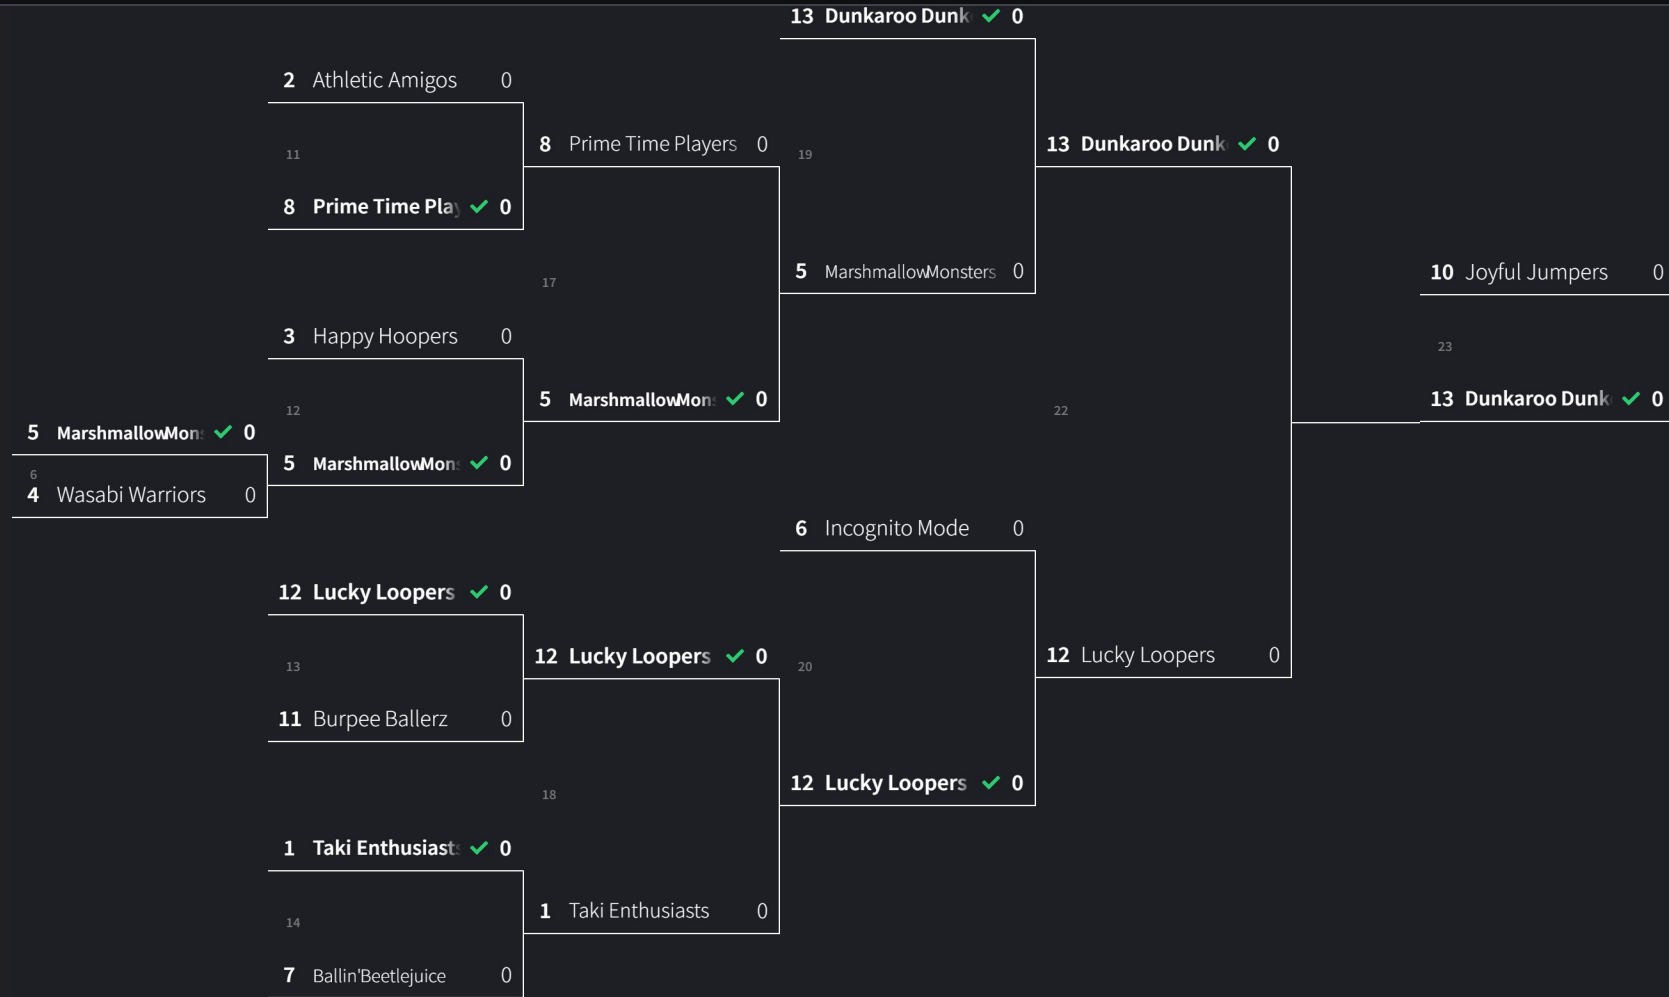 13 Dunkaroo Dunk 0
2 Athletic Amigos 0
11
8 Prime Time Play 0
8 Prime Time Players 0
17
3 Happy Hoopers 0
12
5 MarshmallowMons 0
5 MarshmallowMons 0
6
4 Wasabi Warriors 0
5 MarshmallowMons 0
19
5 MarshmallowMonsters 0
13 Dunkaroo Dunk 0
22
10 Joyful Jumpers 0
23
13 Dunkaroo Dunk 0
6 Incognito Mode 0
12 Lucky Loopers 0
13
11 Burpee Ballerz 0
12 Lucky Loopers 0
18
20
12 Lucky Loopers 0
12 Lucky Loopers 0
1 Taki Enthusiasts 0
14
7 Ballin'Beetlejuice 0
1 Taki Enthusiasts 0